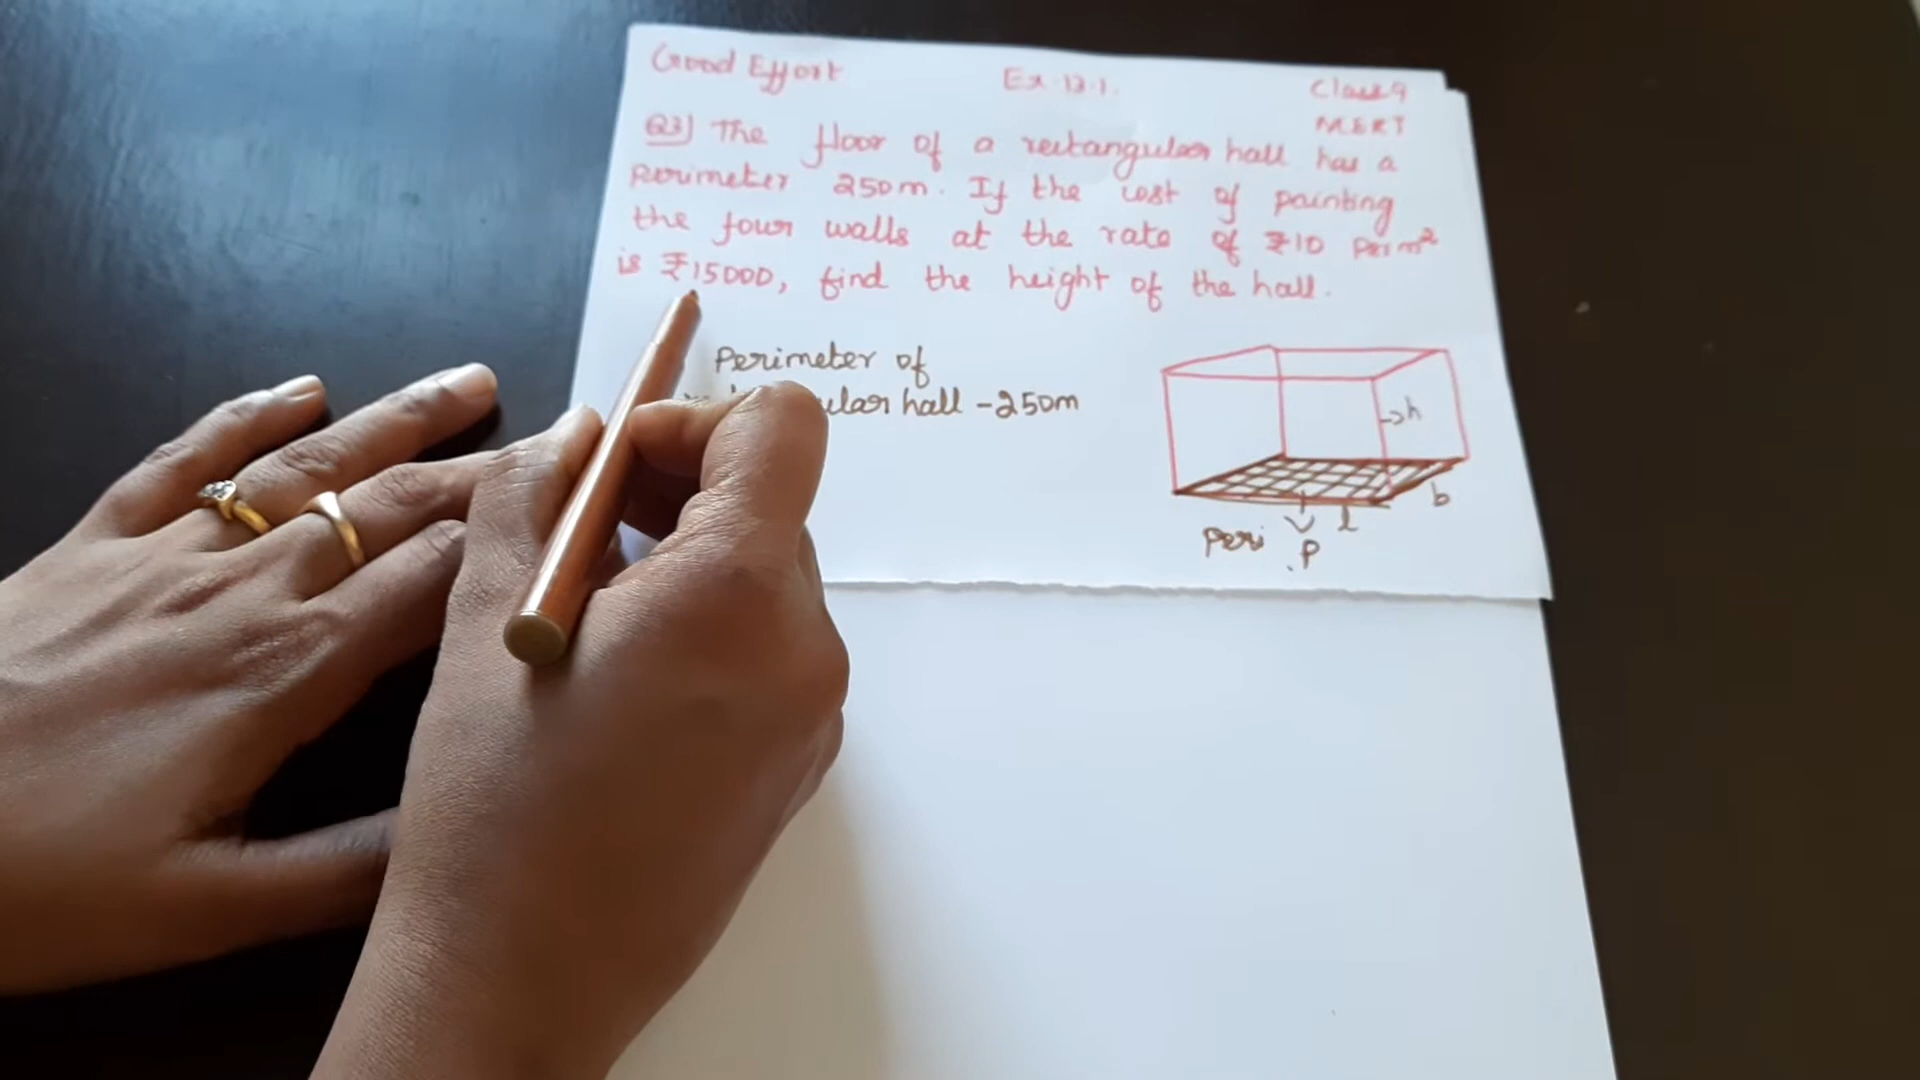 Good Effort Ex.13.1. Class 9
NCERT
Q3) The floor of a rectangular hall has a
perimeter 250m. If the cost of painting
the four walls at the rate of ₹10 per m²
is ₹15000, find the height of the hall.
Perimeter of
ular hall - 250m
h
b
l
Peri P